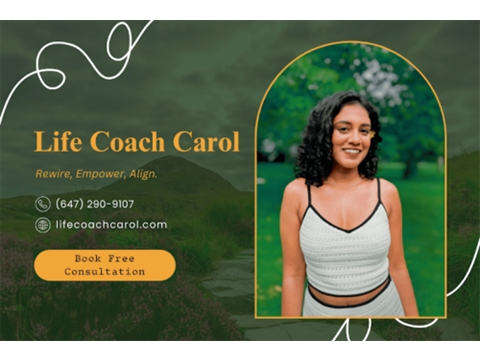 Life Coach Carol
Rewire, Empower, Align.
(647) 290-9107
lifecoachcarol.com
Book Free
Consultation